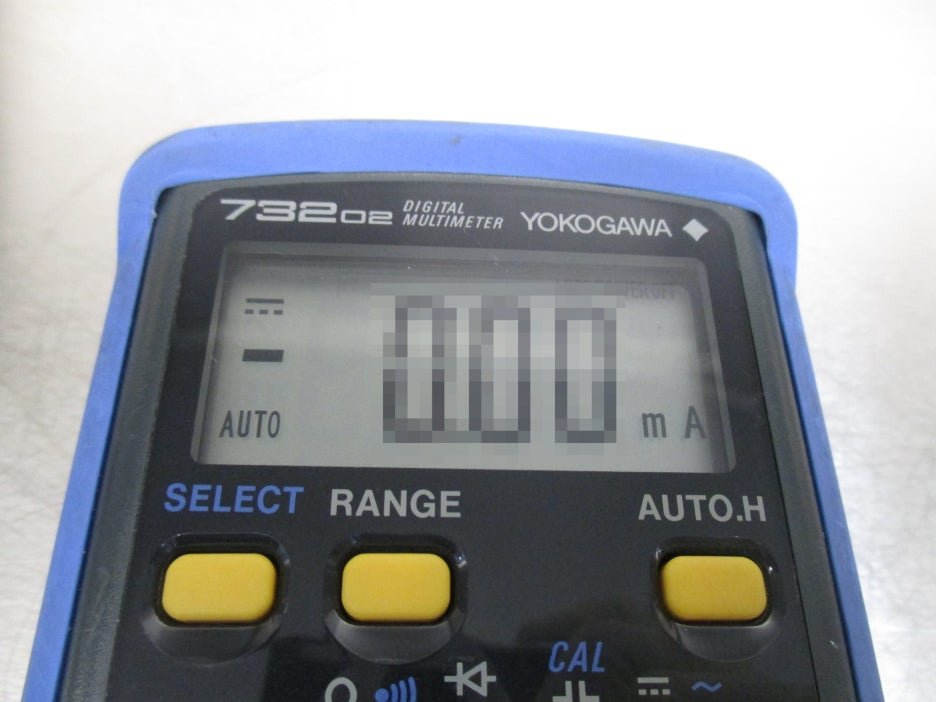 73202 DIGITAL MULTIMETER YOKOGAWA
AUTO mA
SELECT RANGE AUTO.H
CAL